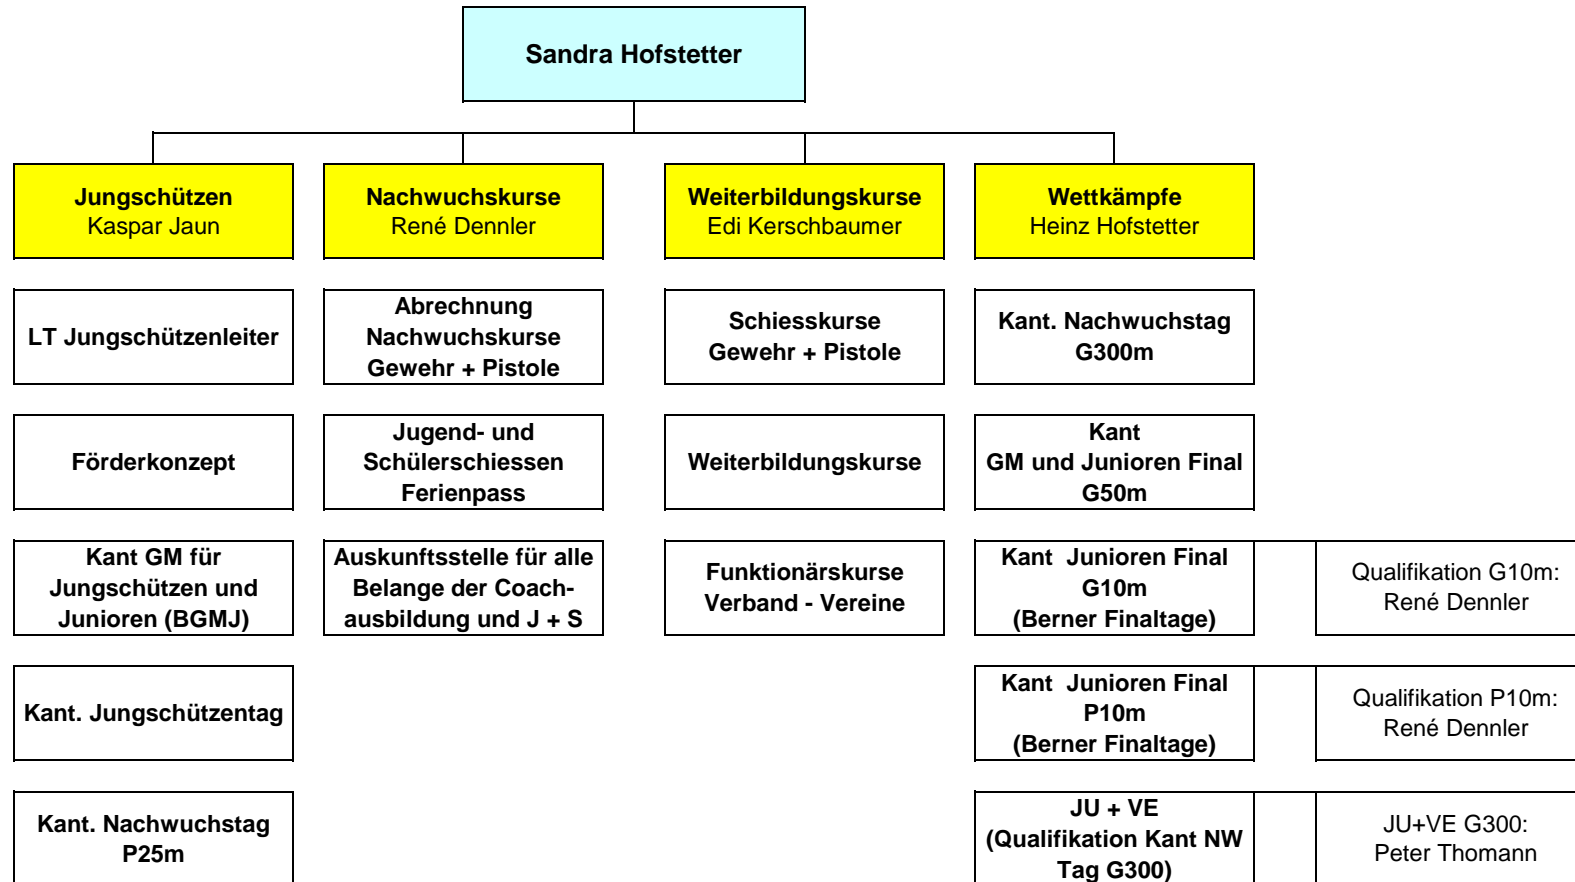 Sandra Hofstetter
Jungschützen
Kaspar Jaun
Nachwuchskurse
René Dennler
Weiterbildungskurse
Edi Kerschbaumer
Wettkämpfe
Heinz Hofstetter
LT Jungschützenleiter
Abrechnung
Nachwuchskurse
Gewehr + Pistole
Schiesskurse
Gewehr + Pistole
Kant. Nachwuchstag
G300m
Förderkonzept
Jugend- und
Schülerschiessen
Ferienpass
Weiterbildungskurse
Kant
GM und Junioren Final
G50m
Kant GM für
Jungschützen und
Junioren (BGMJ)
Auskunftsstelle für alle
Belange der Coach-
ausbildung und J + S
Funktionärskurse
Verband - Vereine
Kant  Junioren Final
G10m
(Berner Finaltage)
Qualifikation G10m:
René Dennler
Kant. Jungschützentag
Kant  Junioren Final
P10m
(Berner Finaltage)
Qualifikation P10m:
René Dennler
Kant. Nachwuchstag
P25m
JU + VE
(Qualifikation Kant NW
Tag G300)
JU+VE G300:
Peter Thomann